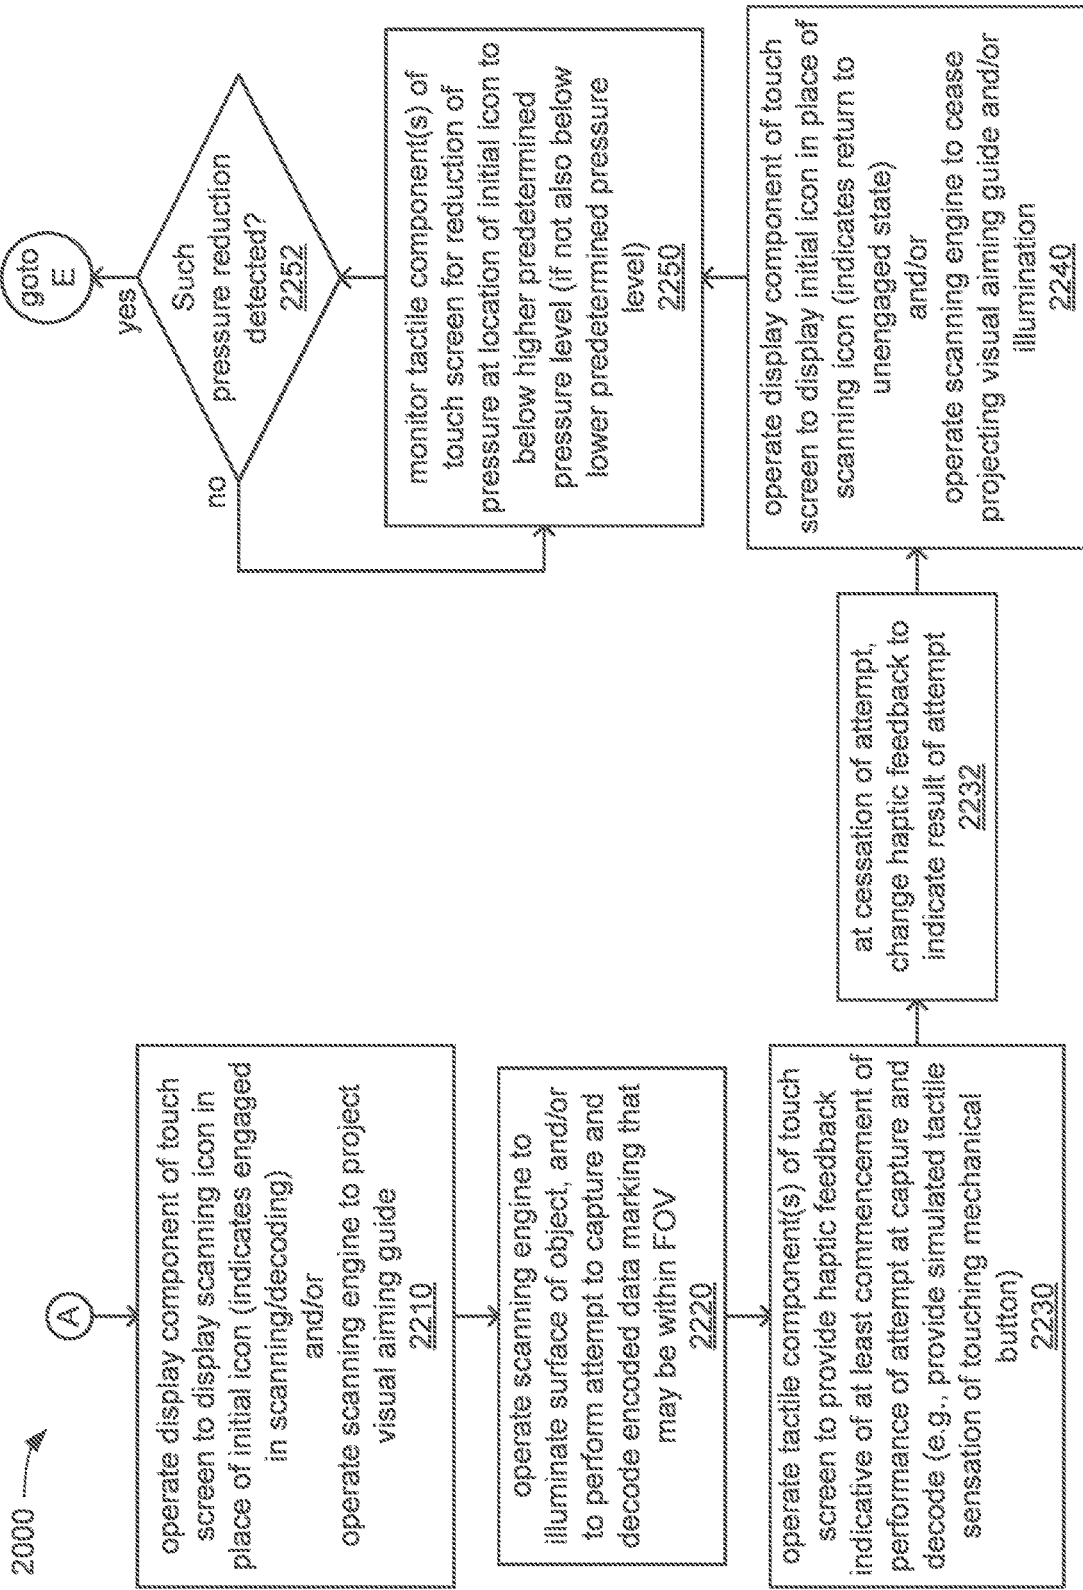 2000
A
operate display component of touch
screen to display scanning icon in
place of initial icon (indicates engaged
in scanning/decoding)
and/or
operate scanning engine to project
visual aiming guide
2210
operate scanning engine to
illuminate surface of object, and/or
to perform attempt to capture and
decode encoded data marking that
may be within FOV
2220
operate tactile component(s) of touch
screen to provide haptic feedback
indicative of at least commencement of
performance of attempt at capture and
decode (e.g., provide simulated tactile
sensation of touching mechanical
button)
2230
at cessation of attempt,
change haptic feedback to
indicate result of attempt
2232
operate display component of touch
screen to display initial icon in place of
scanning icon (indicates return to
unengaged state)
and/or
operate scanning engine to cease
projecting visual aiming guide and/or
illumination
2240
monitor tactile component(s) of
touch screen for reduction of
pressure at location of initial icon to
below higher predetermined
pressure level (if not also below
lower predetermined pressure
level)
2250
Such
pressure reduction
detected?
2252
no
yes
goto
E